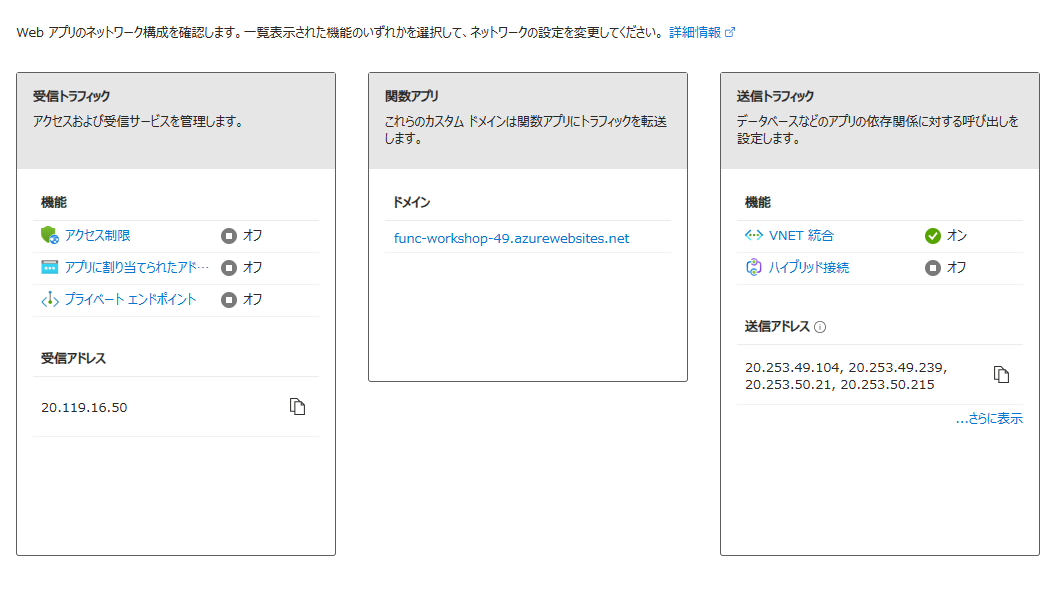 Web アプリのネットワーク構成を確認します。一覧表示された機能のいずれかを選択して、ネットワークの設定を変更してください。 詳細情報
受信トラフィック
アクセスおよび受信サービスを管理します。
機能
アクセス制限 オフ
アプリに割り当てられたアド… オフ
プライベート エンドポイント オフ
受信アドレス
20.119.16.50
関数アプリ
これらのカスタム ドメインは関数アプリにトラフィックを転送
します。
ドメイン
func-workshop-49.azurewebsites.net
送信トラフィック
データベースなどのアプリの依存関係に対する呼び出しを
設定します。
機能
VNET 統合 オン
ハイブリッド接続 オフ
送信アドレス
20.253.49.104, 20.253.49.239,
20.253.50.21, 20.253.50.215
...さらに表示